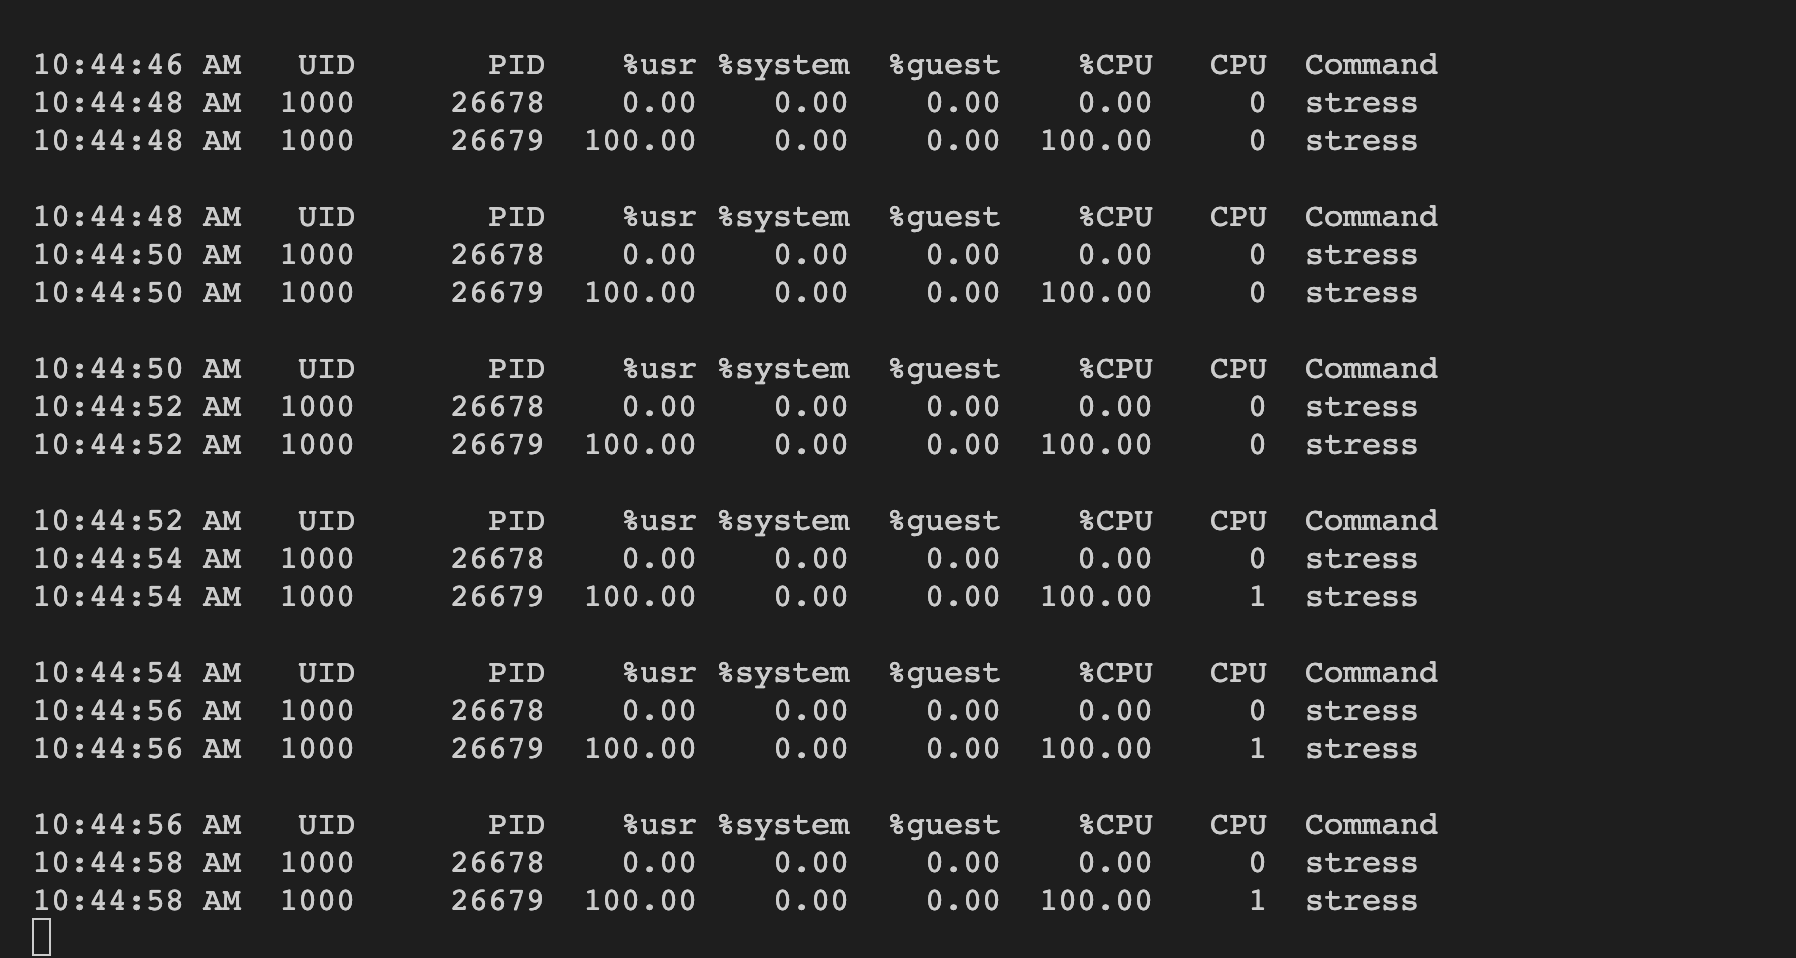 10:44:46 AM   UID       PID    %usr %system  %guest    %CPU   CPU  Command
10:44:48 AM  1000     26678    0.00    0.00    0.00    0.00     0  stress
10:44:48 AM  1000     26679  100.00    0.00    0.00  100.00     0  stress

10:44:48 AM   UID       PID    %usr %system  %guest    %CPU   CPU  Command
10:44:50 AM  1000     26678    0.00    0.00    0.00    0.00     0  stress
10:44:50 AM  1000     26679  100.00    0.00    0.00  100.00     0  stress

10:44:50 AM   UID       PID    %usr %system  %guest    %CPU   CPU  Command
10:44:52 AM  1000     26678    0.00    0.00    0.00    0.00     0  stress
10:44:52 AM  1000     26679  100.00    0.00    0.00  100.00     0  stress

10:44:52 AM   UID       PID    %usr %system  %guest    %CPU   CPU  Command
10:44:54 AM  1000     26678    0.00    0.00    0.00    0.00     0  stress
10:44:54 AM  1000     26679  100.00    0.00    0.00  100.00     1  stress

10:44:54 AM   UID       PID    %usr %system  %guest    %CPU   CPU  Command
10:44:56 AM  1000     26678    0.00    0.00    0.00    0.00     0  stress
10:44:56 AM  1000     26679  100.00    0.00    0.00  100.00     1  stress

10:44:56 AM   UID       PID    %usr %system  %guest    %CPU   CPU  Command
10:44:58 AM  1000     26678    0.00    0.00    0.00    0.00     0  stress
10:44:58 AM  1000     26679  100.00    0.00    0.00  100.00     1  stress